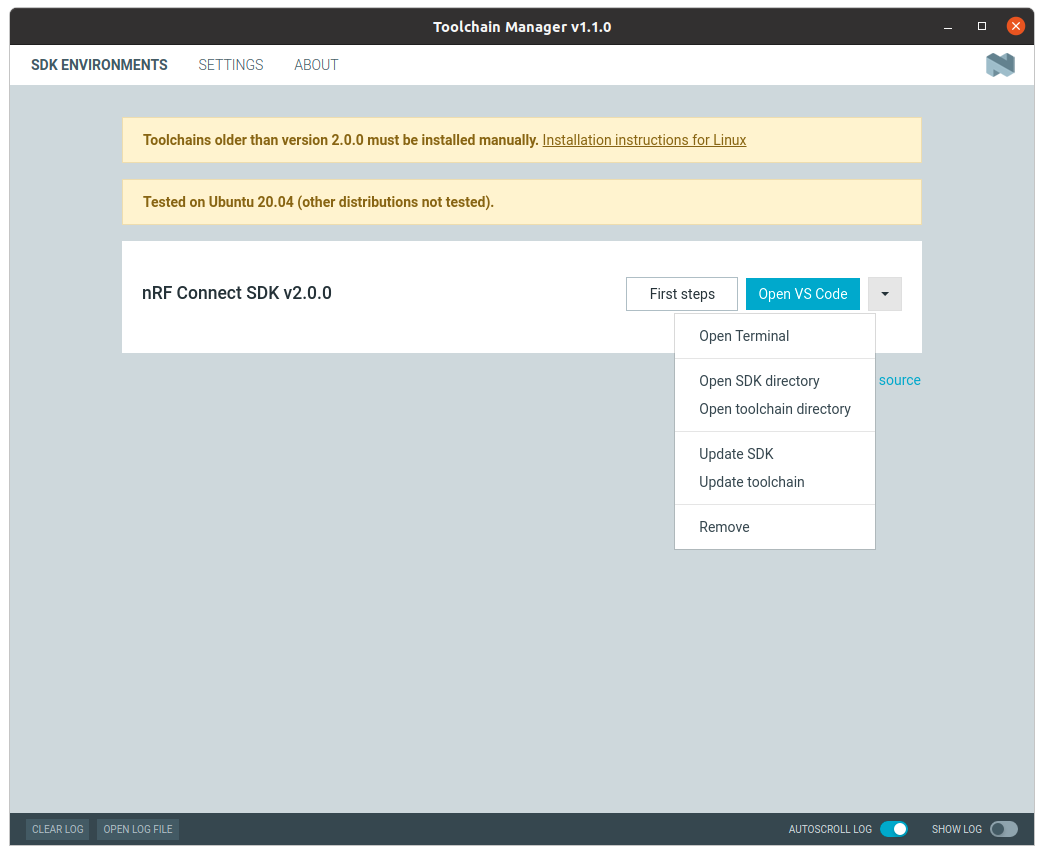 Toolchain Manager v1.1.0
SDK ENVIRONMENTS SETTINGS ABOUT
Toolchains older than version 2.0.0 must be installed manually. Installation instructions for Linux
Tested on Ubuntu 20.04 (other distributions not tested).
nRF Connect SDK v2.0.0 First steps Open VS Code
Open Terminal
source
Open SDK directory
Open toolchain directory
Update SDK
Update toolchain
Remove
CLEAR LOG OPEN LOG FILE AUTOSCROLL LOG SHOW LOG